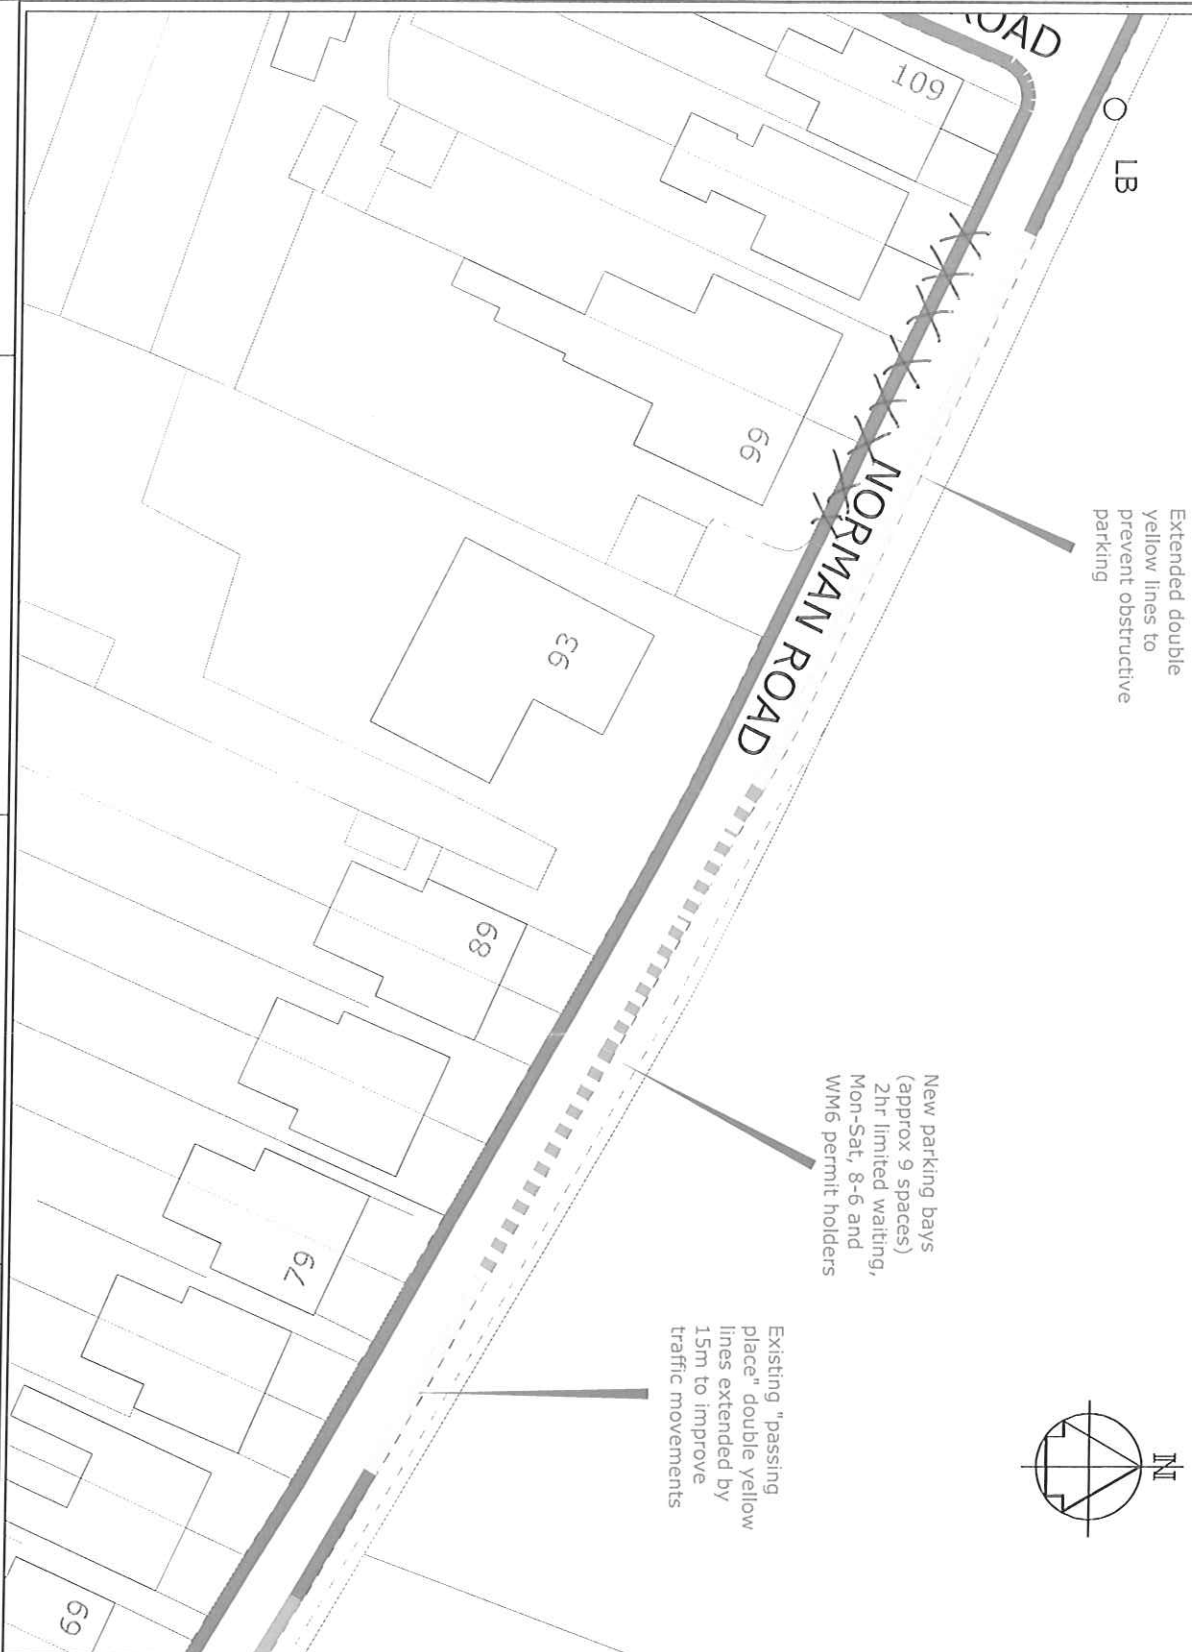 ROAD
LB
109
Extended double
yellow lines to
prevent obstructive
parking
99
NORMAN ROAD
93
New parking bays
(approx 9 spaces)
2hr limited waiting,
Mon-Sat, 8-6 and
WM6 permit holders
89
79
Existing "passing
place" double yellow
lines extended by
15m to improve
traffic movements
N
69